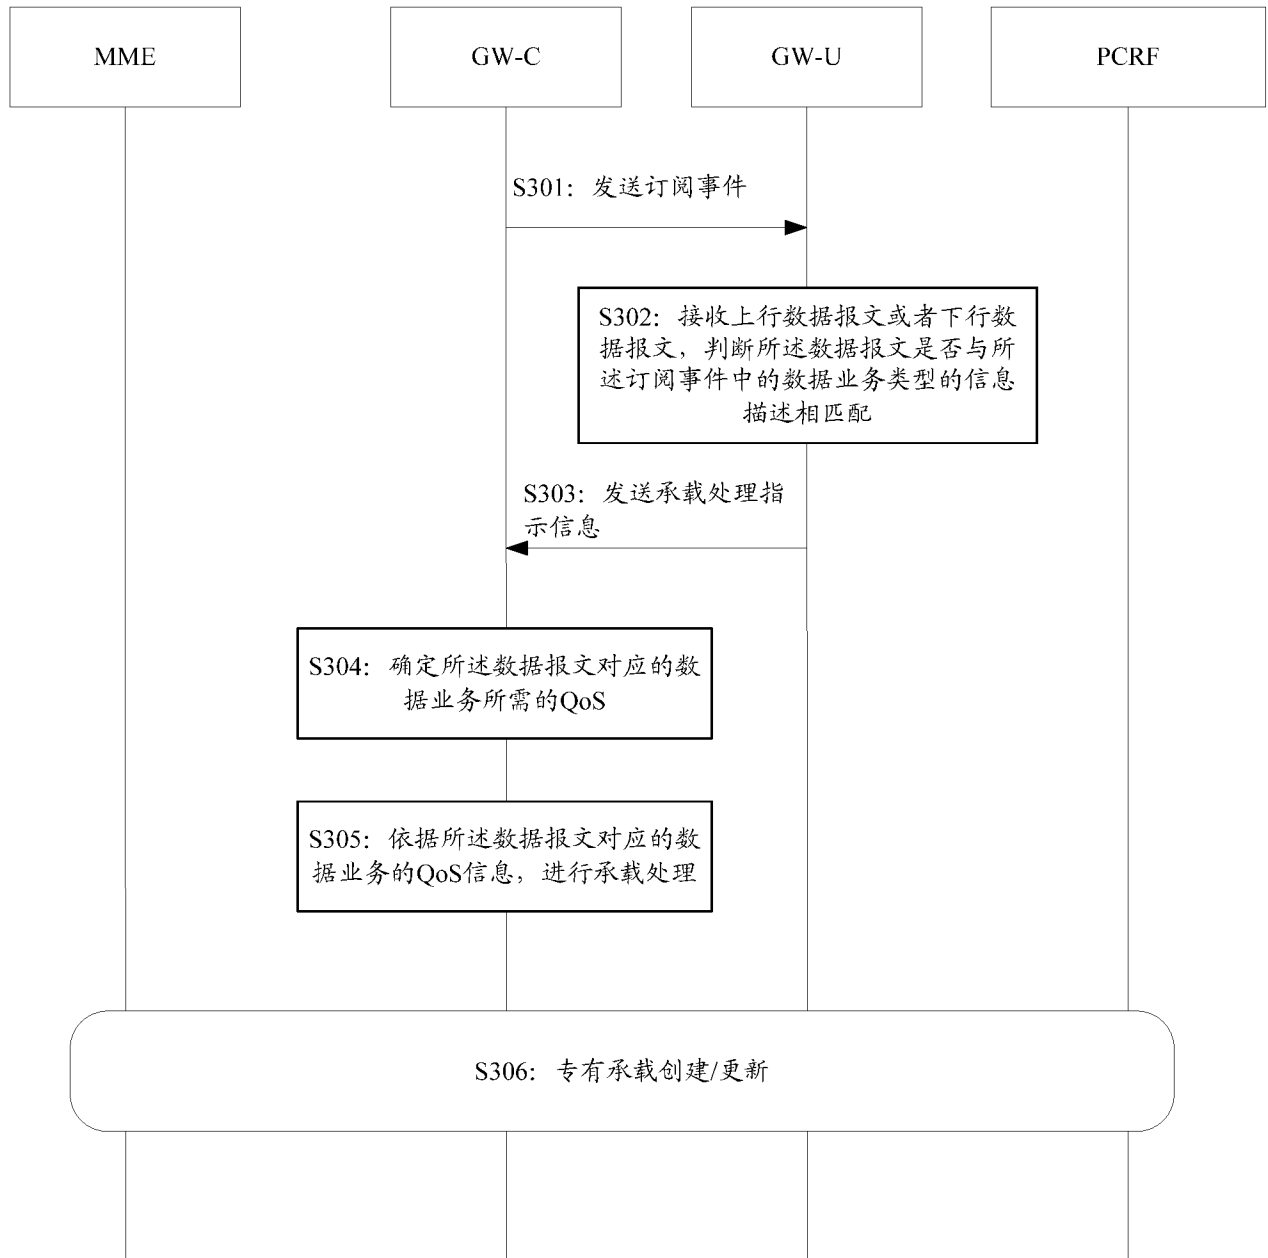 MME
GW-C
GW-U
PCRF
S301：发送订阅事件
S302：接收上行数据报文或者下行数
据报文，判断所述数据报文是否与所
述订阅事件中的数据业务类型的信息
描述相匹配
S303：发送承载处理指
示信息
S304：确定所述数据报文对应的数
据业务所需的QoS
S305：依据所述数据报文对应的数
据业务的QoS信息，进行承载处理
S306：专有承载创建/更新